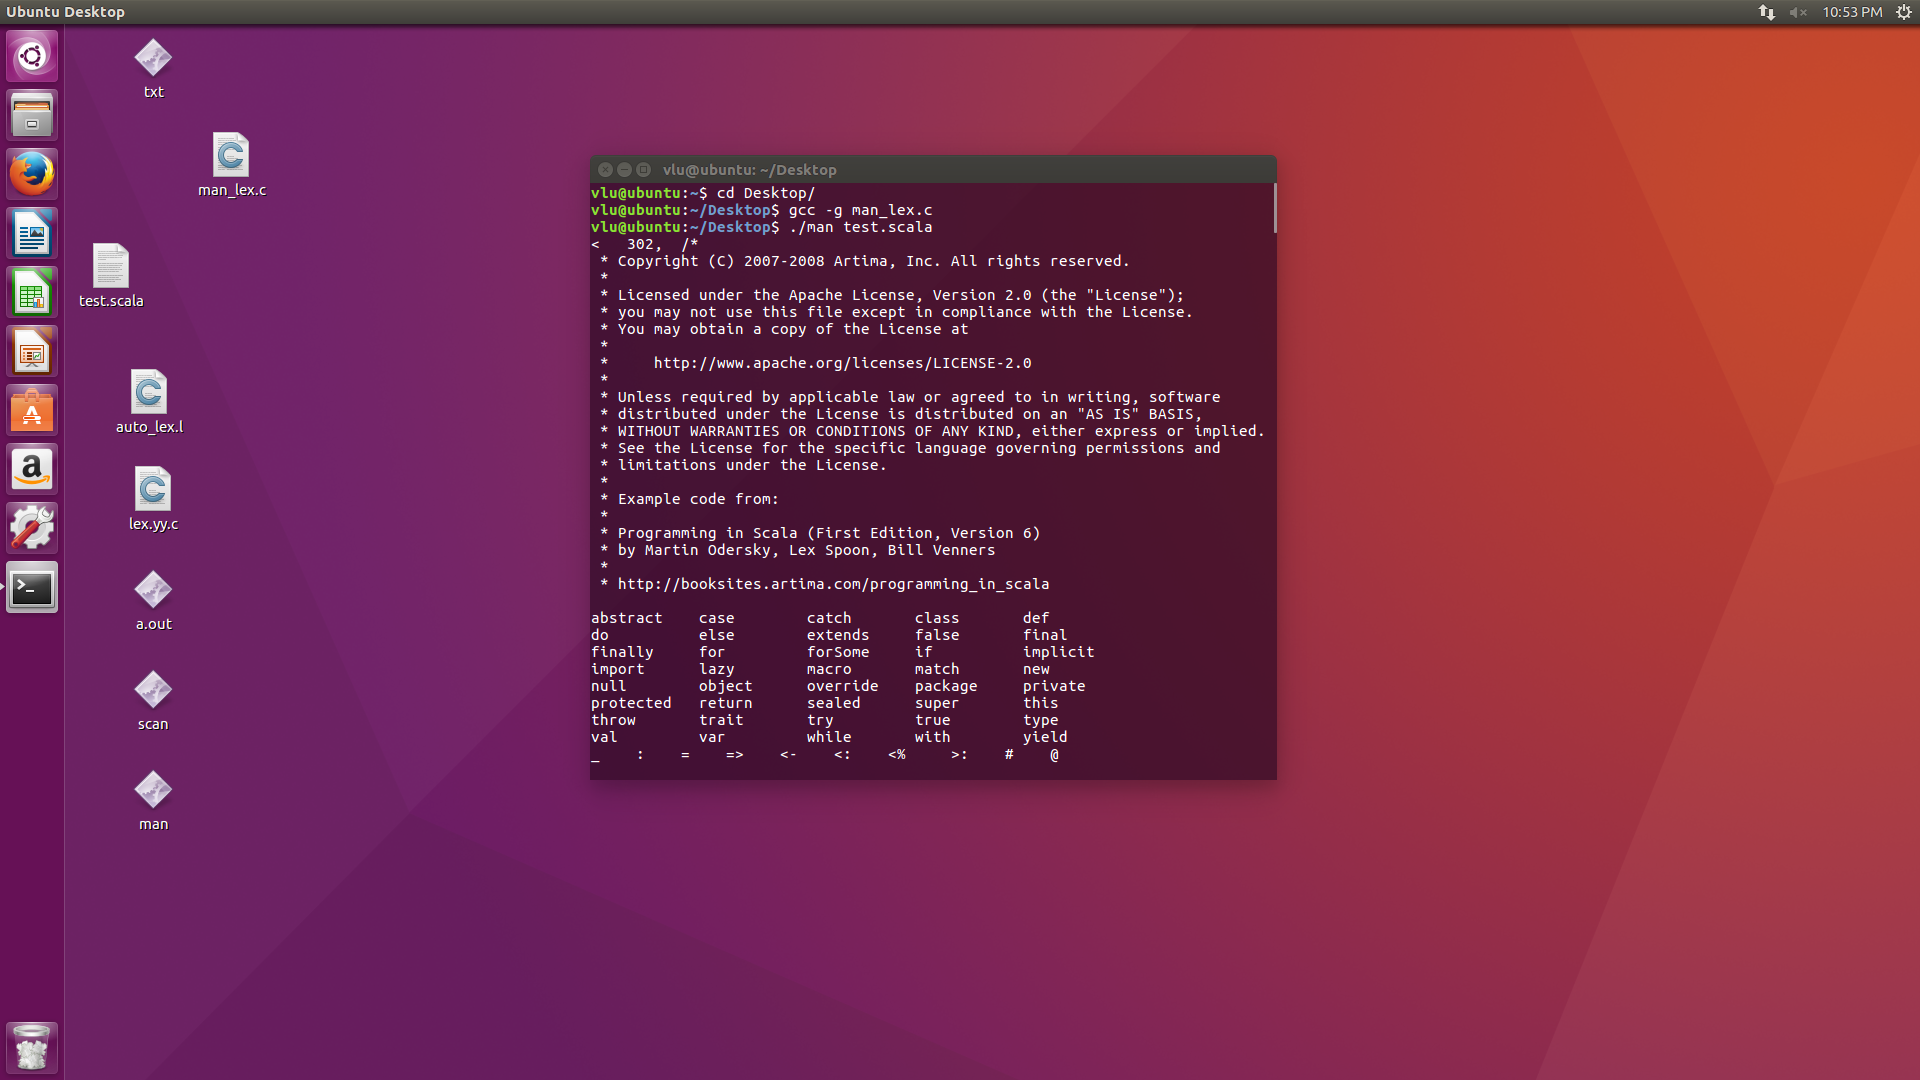 Ubuntu Desktop
10:53 PM
txt
man_lex.c
test.scala
auto_lex.l
lex.yy.c
a.out
scan
man
vlu@ubuntu: ~/Desktop
vlu@ubuntu:~$ cd Desktop/
vlu@ubuntu:~/Desktop$ gcc -g man_lex.c
vlu@ubuntu:~/Desktop$ ./man test.scala
<   302,  /*
 * Copyright (C) 2007-2008 Artima, Inc. All rights reserved.
 *
 * Licensed under the Apache License, Version 2.0 (the "License");
 * you may not use this file except in compliance with the License.
 * You may obtain a copy of the License at
 *
 *     http://www.apache.org/licenses/LICENSE-2.0
 *
 * Unless required by applicable law or agreed to in writing, software
 * distributed under the License is distributed on an "AS IS" BASIS,
 * WITHOUT WARRANTIES OR CONDITIONS OF ANY KIND, either express or implied.
 * See the License for the specific language governing permissions and
 * limitations under the License.
 *
 * Example code from:
 *
 * Programming in Scala (First Edition, Version 6)
 * by Martin Odersky, Lex Spoon, Bill Venners
 *
 * http://booksites.artima.com/programming_in_scala
abstract    case        catch       class       def
do          else        extends     false       final
finally     for         forSome     if          implicit
import      lazy        macro       match       new
null        object      override    package     private
protected   return      sealed      super       this
throw       trait       try         true        type
val         var         while       with        yield
_    :    =    =>    <-    <:    <%     >:    #    @